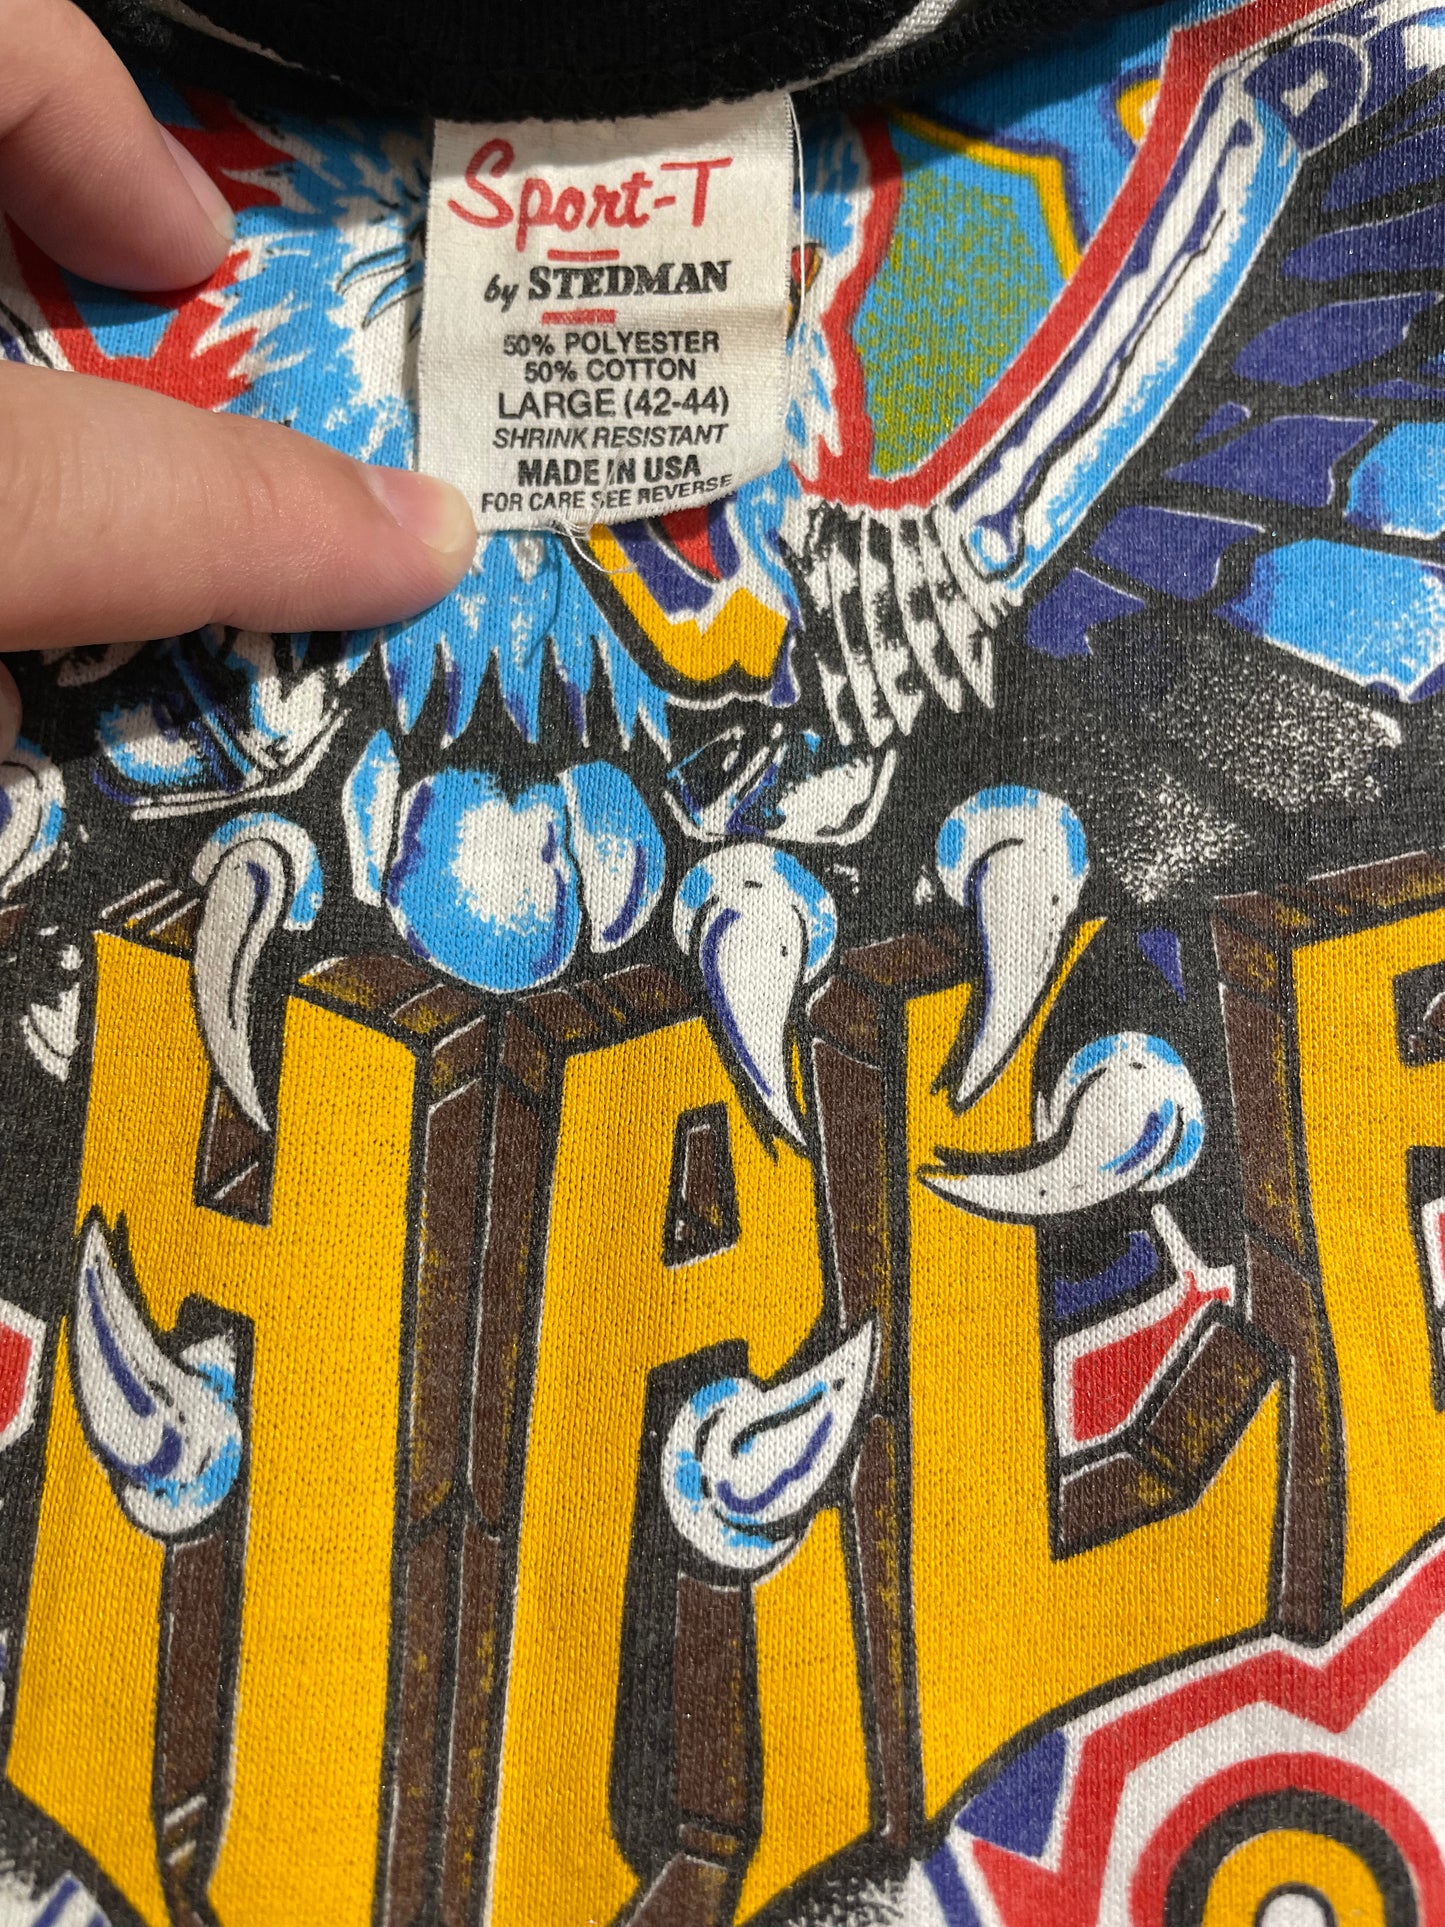 Sport-T
by STEDMAN
50% POLYESTER
50% COTTON
LARGE (42-44)
SHRINK RESISTANT
MADE IN USA
FOR CARE SEE REVERSE
HALE